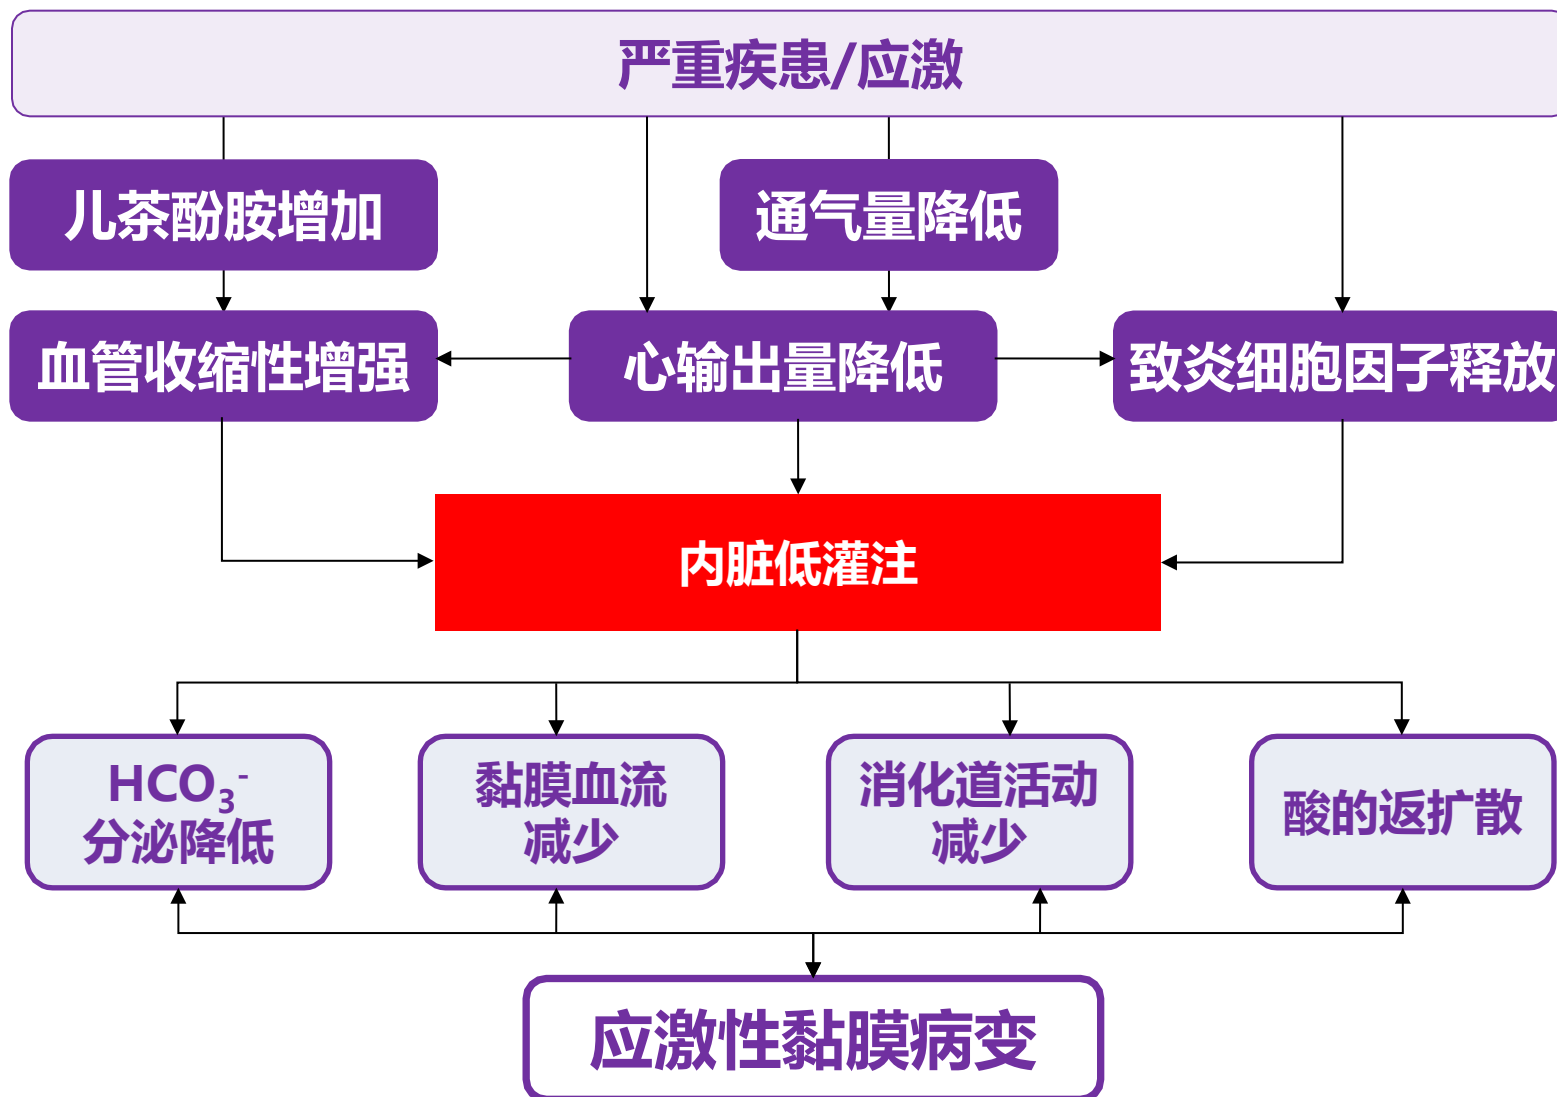 严重疾患/应激
儿茶酚胺增加
通气量降低
血管收缩性增强
心输出量降低
致炎细胞因子释放
内脏低灌注
HCO₃⁻
分泌降低
黏膜血流
减少
消化道活动
减少
酸的返扩散
应激性黏膜病变